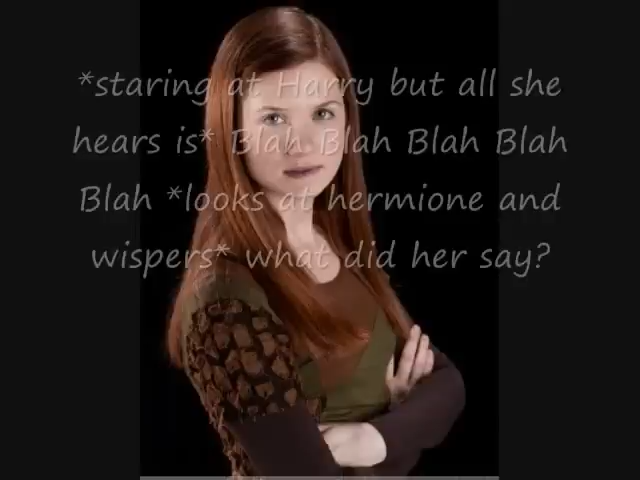 *staring at Harry but all she
hears is* Blah Blah Blah Blah
Blah *looks at hermione and
wispers* what did her say?